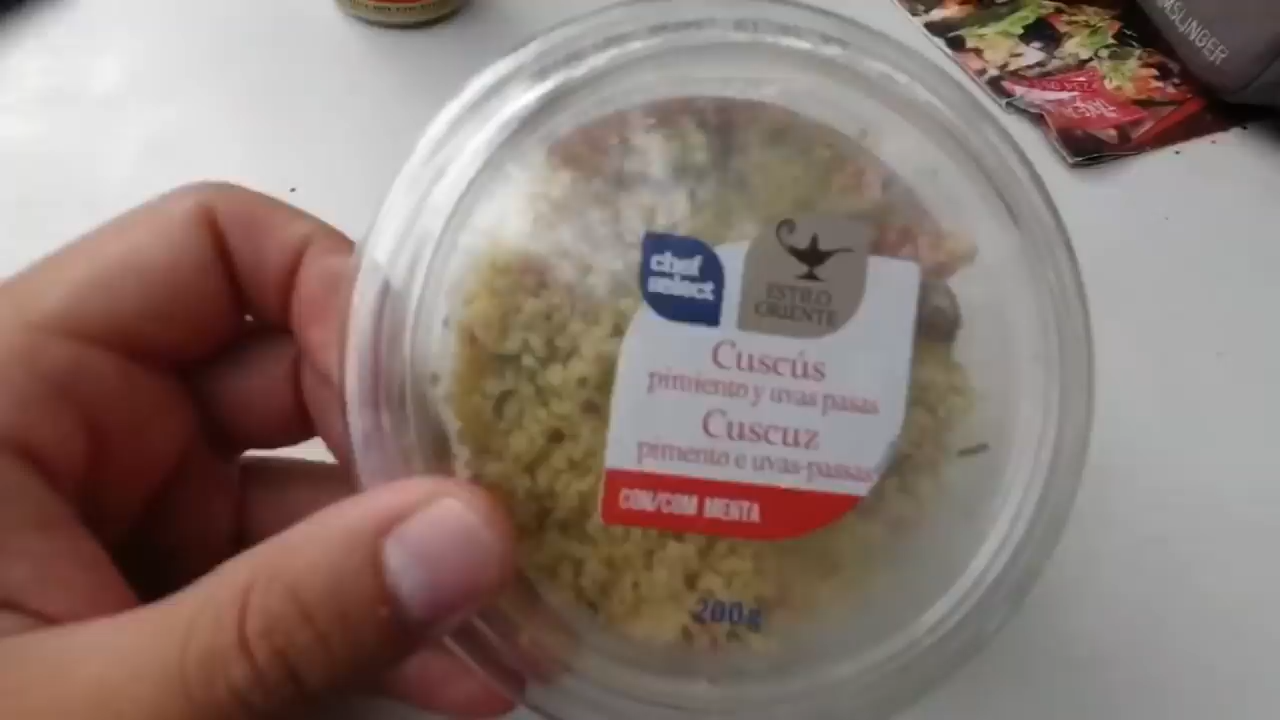 chef
select
ESTILO
ORIENTE
Cuscús
pimiento y uvas pasas
Cuscuz
pimento e uvas-passas
CON/COM MENTA
200g